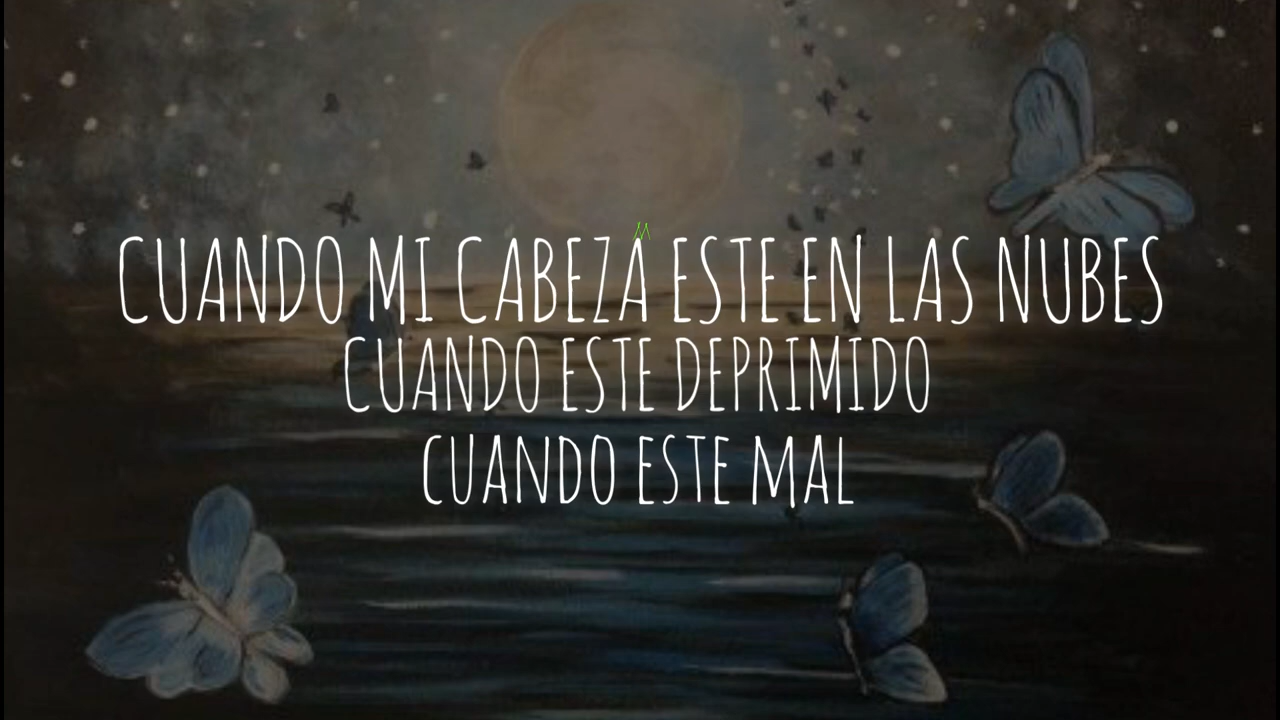 CUANDO MI CABEZA ESTE EN LAS NUBES
CUANDO ESTE DEPRIMIDO
CUANDO ESTE MAL